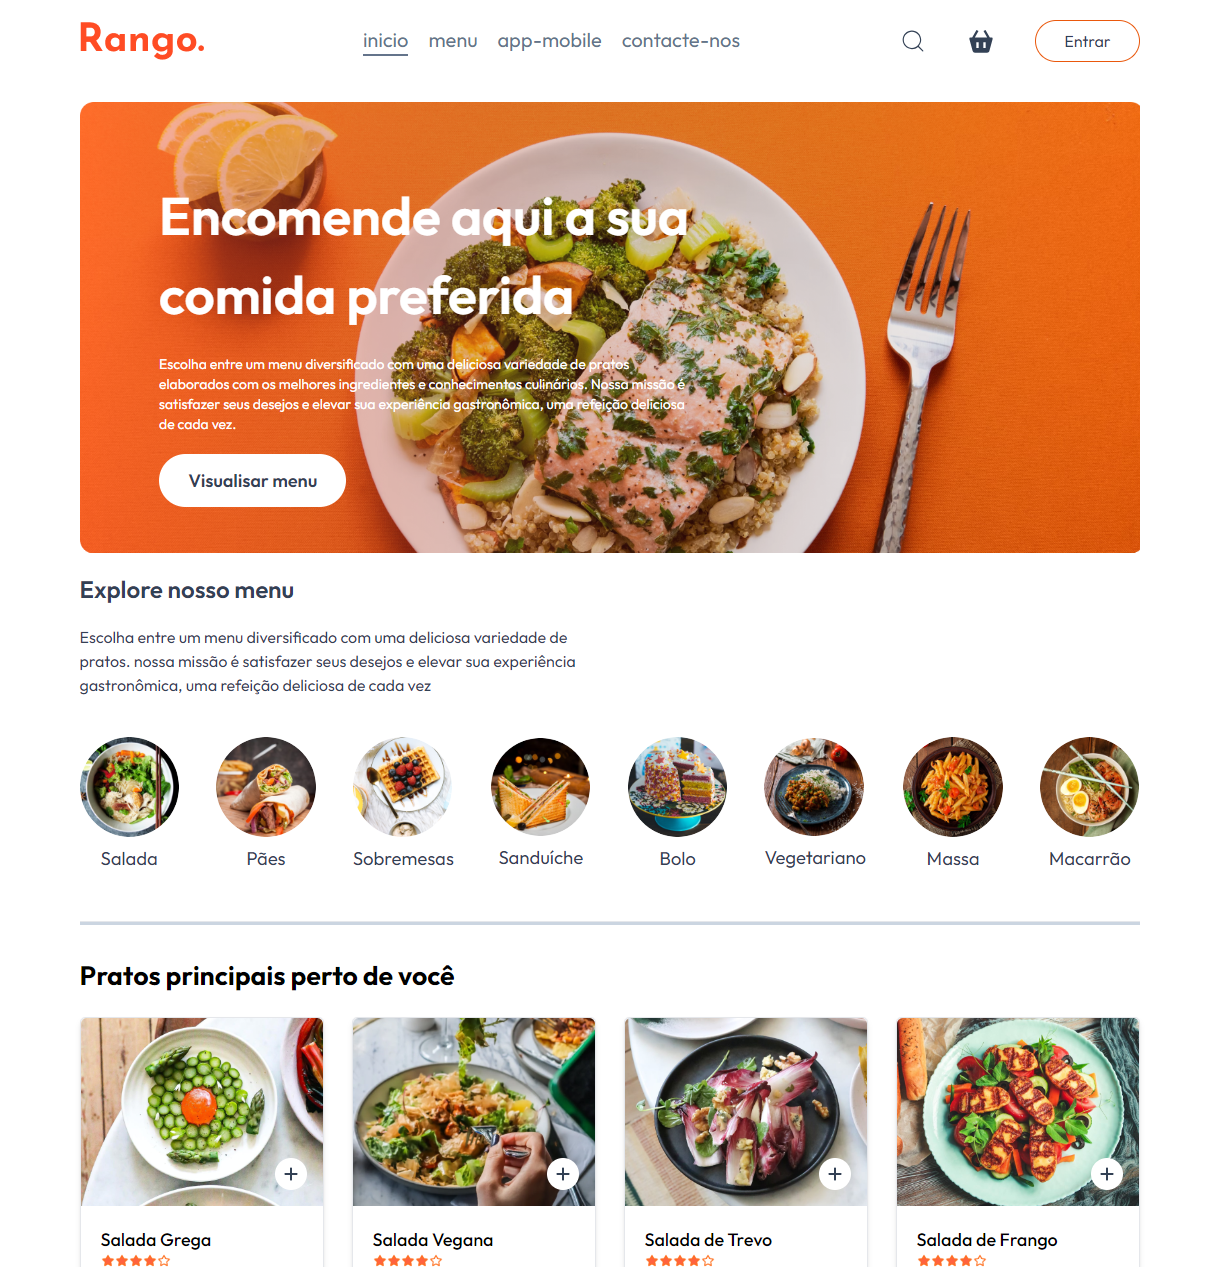 Rango.
inicio menu app-mobile contacte-nos
Entrar
Encomende aqui a sua
comida preferida
Escolha entre um menu diversificado com uma deliciosa variedade de pratos
elaborados com os melhores ingredientes e conhecimentos culinários. Nossa missão é
satisfazer seus desejos e elevar sua experiência gastronômica, uma refeição deliciosa
de cada vez.
Visualisar menu
Explore nosso menu
Escolha entre um menu diversificado com uma deliciosa variedade de
pratos. nossa missão é satisfazer seus desejos e elevar sua experiência
gastronômica, uma refeição deliciosa de cada vez
Salada Pães Sobremesas Sanduíche Bolo Vegetariano Massa Macarrão
Pratos principais perto de você
Salada Grega
Salada Vegana
Salada de Trevo
Salada de Frango